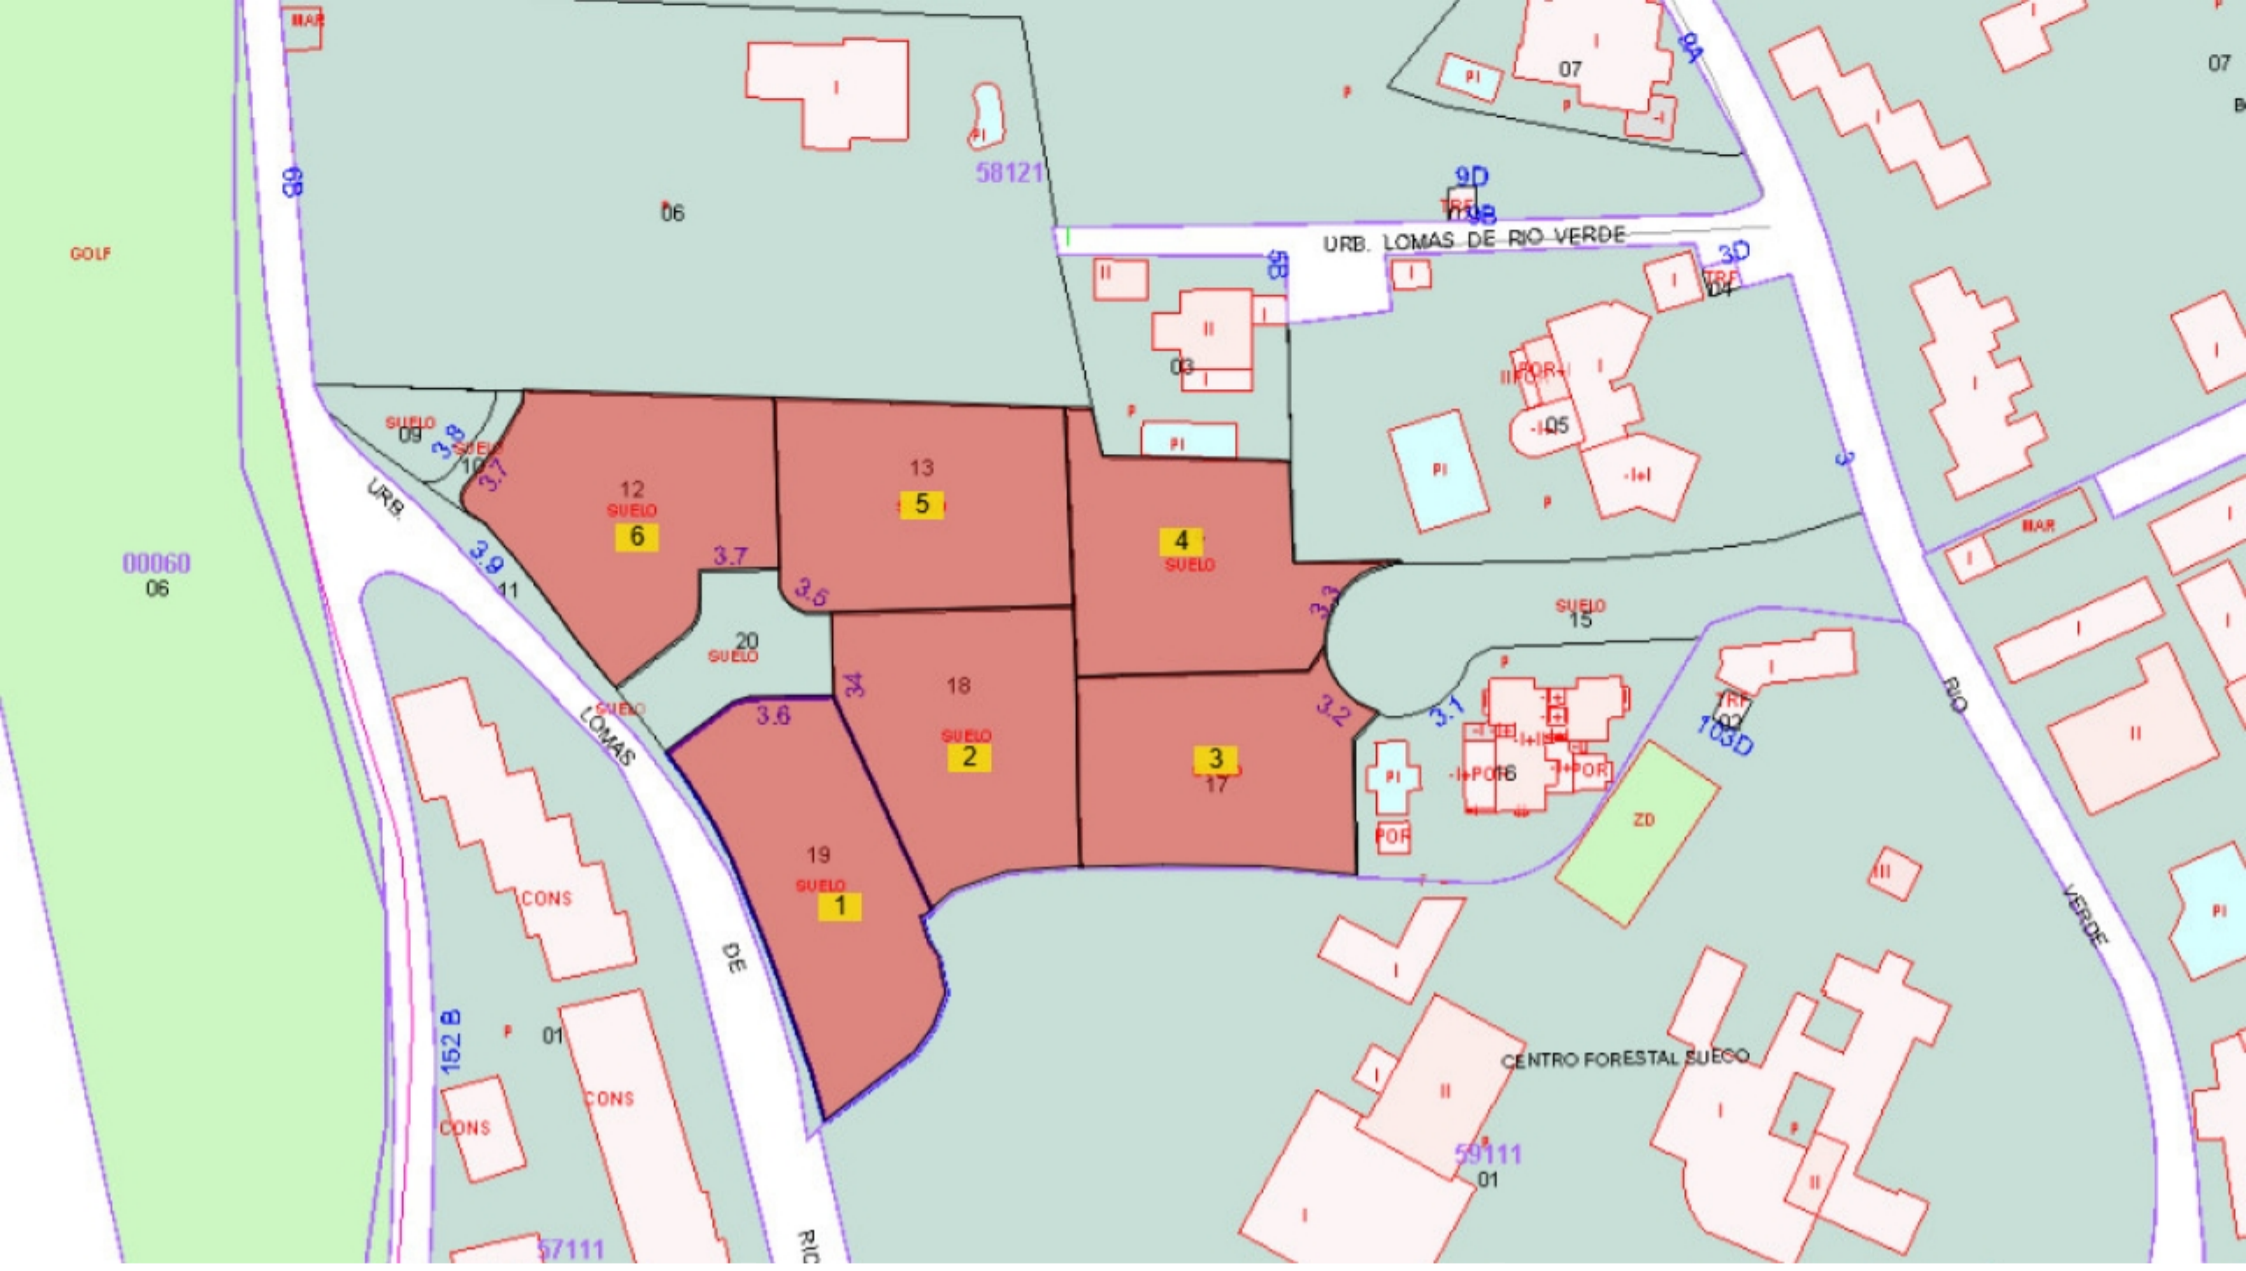 MAR
I
PI
58121
06
6B
GOLF
07
PI
I
P
P
-I
9A
I
I
07
9D
TRF
9B
URB. LOMAS DE RIO VERDE
5B
3D
TRF
04
II
I
I
II
I
03
I
P
PI
I
05
PI
P
-I+I
3
I
I
SUELO
09
3.8
SUELO
10
3.7
URB.
12
SUELO
6
3.7
13
5
3.5
4
SUELO
3.3
MAR
I
I
00060
06
3.9
11
20
SUELO
SUELO
LOMAS
34
3.6
18
SUELO
2
3.2
3
17
SUELO
15
P
3.1
I
TRF
02
103D
PI
-I+POR
16
POR
POR
ZD
RIO
I
I
II
19
SUELO
1
CONS
DE
III
VERDE
PI
I
152 B
P
01
CONS
CONS
CENTRO FORESTAL SUECO
I
II
I
P
II
59111
01
I
57111
RIO